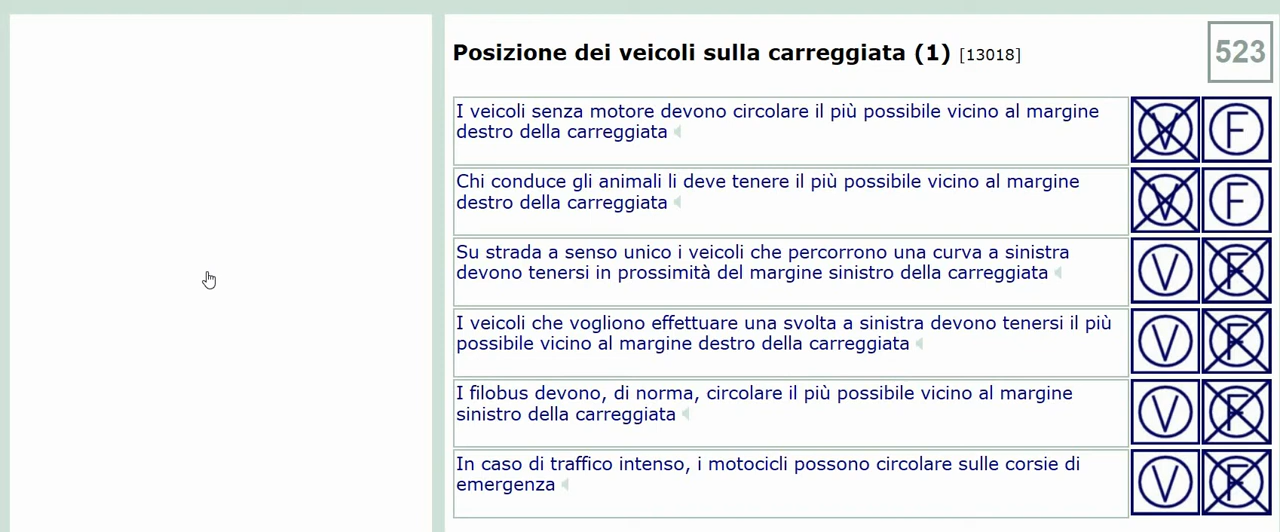 Posizione dei veicoli sulla carreggiata (1) [13018]
523
I veicoli senza motore devono circolare il più possibile vicino al margine
destro della carreggiata
V F
Chi conduce gli animali li deve tenere il più possibile vicino al margine
destro della carreggiata
V F
Su strada a senso unico i veicoli che percorrono una curva a sinistra
devono tenersi in prossimità del margine sinistro della carreggiata
V F
I veicoli che vogliono effettuare una svolta a sinistra devono tenersi il più
possibile vicino al margine destro della carreggiata
V F
I filobus devono, di norma, circolare il più possibile vicino al margine
sinistro della carreggiata
V F
In caso di traffico intenso, i motocicli possono circolare sulle corsie di
emergenza
V F